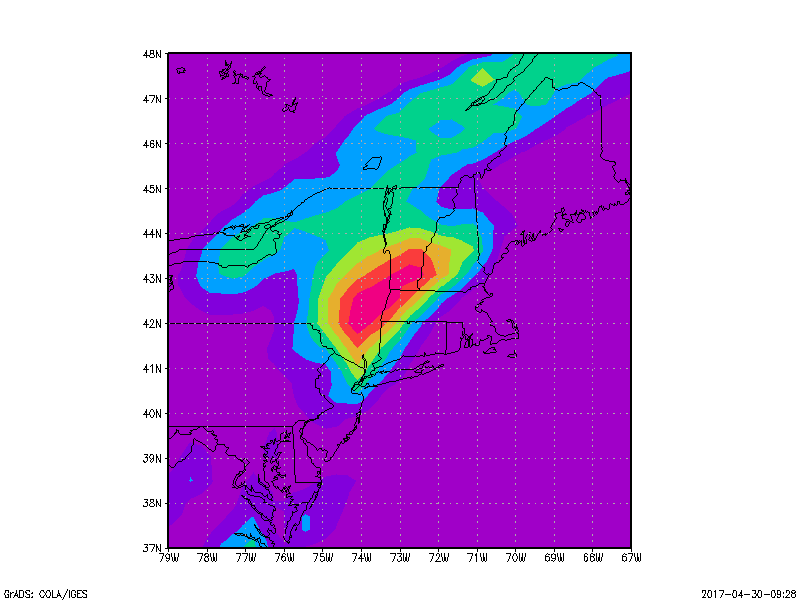 48N
47N
46N
45N
44N
43N
42N
41N
40N
39N
38N
37N
79W 78W 77W 76W 75W 74W 73W 72W 71W 70W 69W 68W 67W
GrADS: COLA/IGES
2017-04-30-09:28